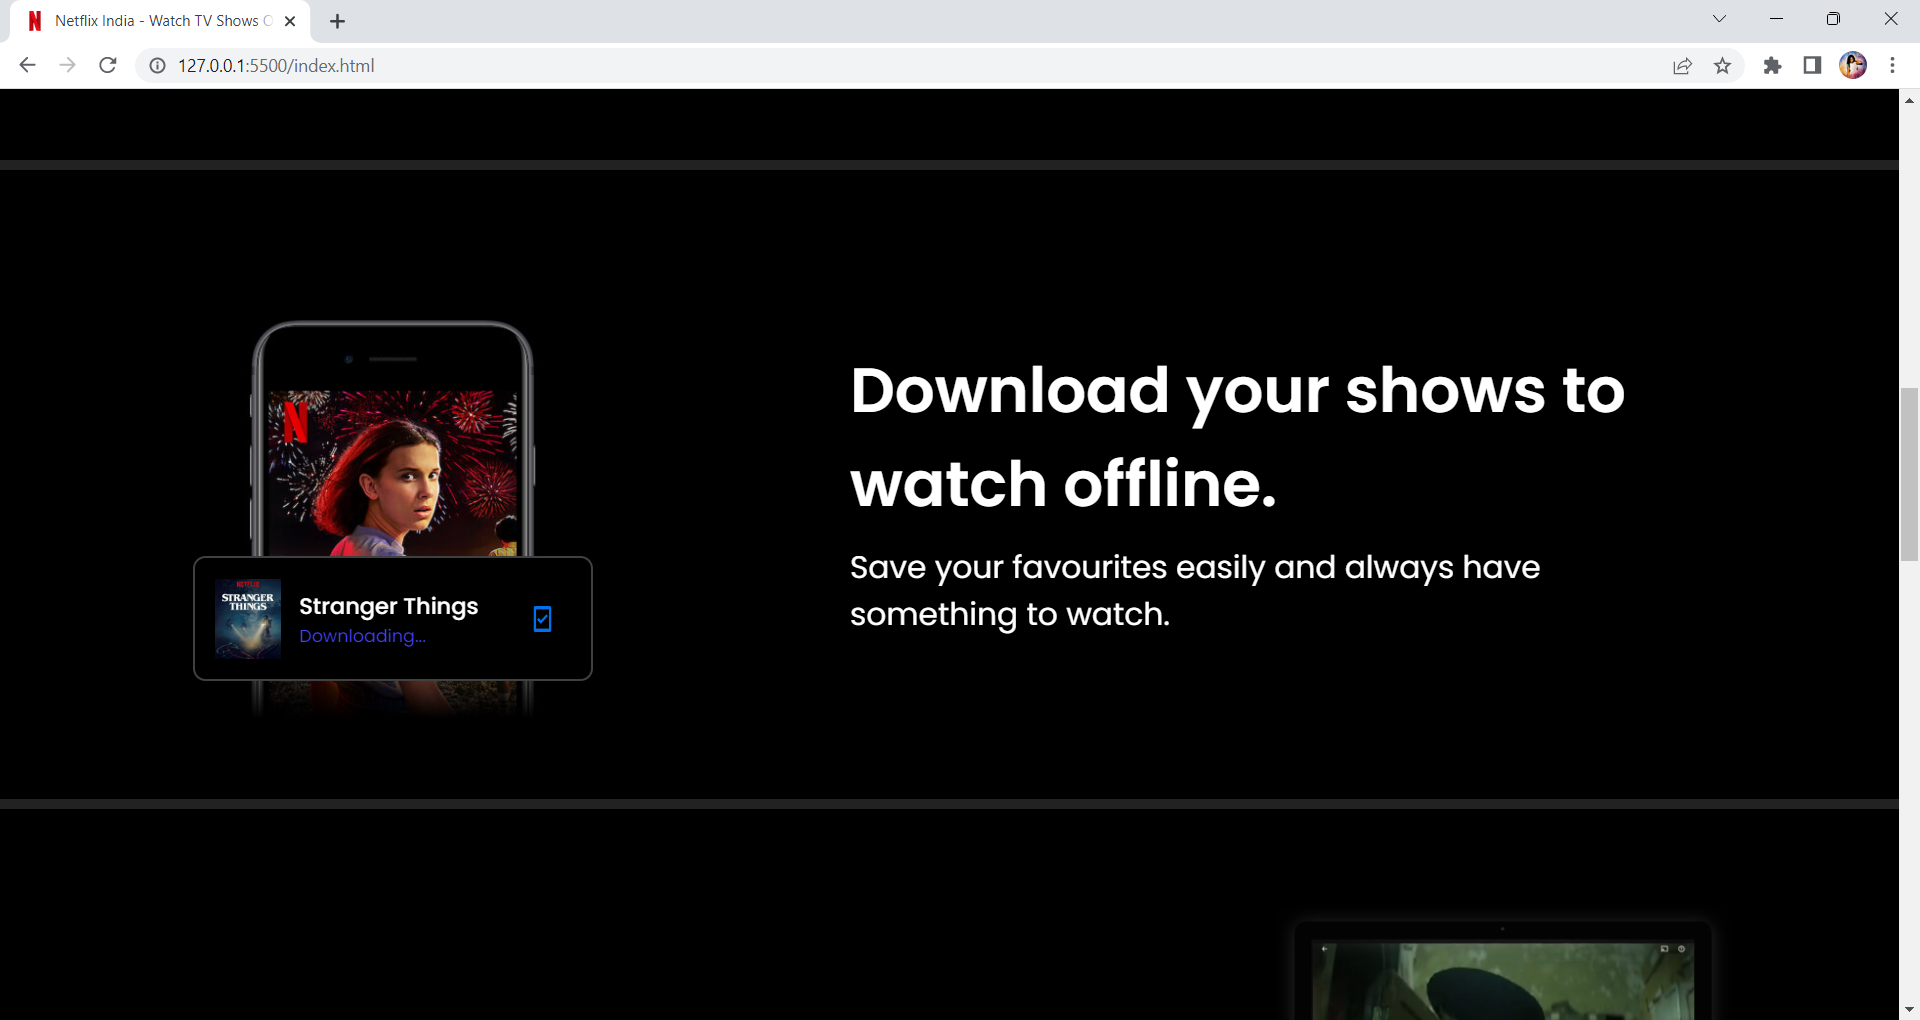 Netflix India - Watch TV Shows O
127.0.0.1:5500/index.html
Download your shows to
watch offline.
Save your favourites easily and always have
something to watch.
N
NETFLIX
STRANGER
THINGS
Stranger Things
Downloading...